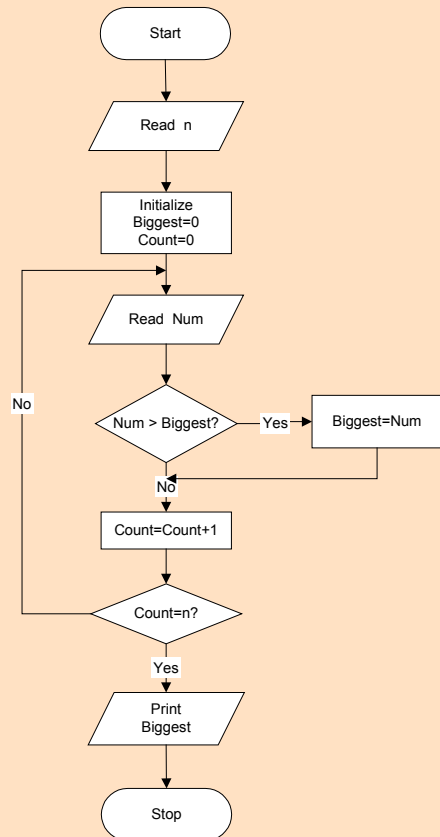 Start
Read n
Initialize
Biggest=0
Count=0
Read Num
No
Num > Biggest?
Yes
Biggest=Num
No
Count=Count+1
Count=n?
Yes
Print
Biggest
Stop